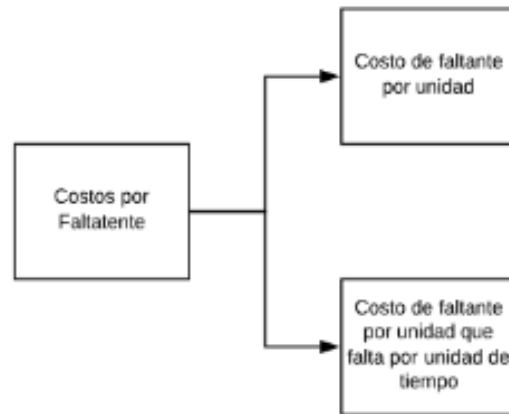 Costo de faltante
por unidad
Costos por
Faltatente
Costo de faltante
por unidad que
falta por unidad de
tiempo